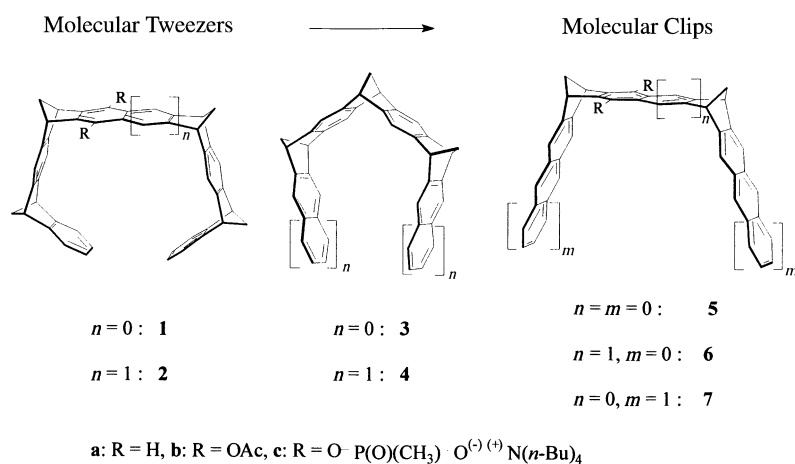 Molecular Tweezers Molecular Clips
R R
R R
n n
n n
m m
n = m = 0 : 5
n = 0 : 1 n = 0 : 3
n = 1, m = 0 : 6
n = 1 : 2 n = 1 : 4
n = 0, m = 1 : 7
a: R = H, b: R = OAc, c: R = O P(O)(CH3) O(-) (+) N(n-Bu)4